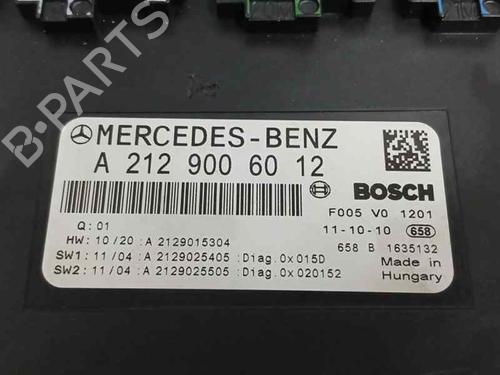 B-PARTS
MERCEDES-BENZ
A 212 900 60 12
BOSCH
Q: 01
F005 V0 1201
11-10-10 658
HW: 10/20 :A 2129015304
658 B 1635132
SW1: 11/04 :A 2129025405 :Diag.0x015D
Made in
SW2: 11/04 :A 2129025505 :Diag.0x020152
Hungary